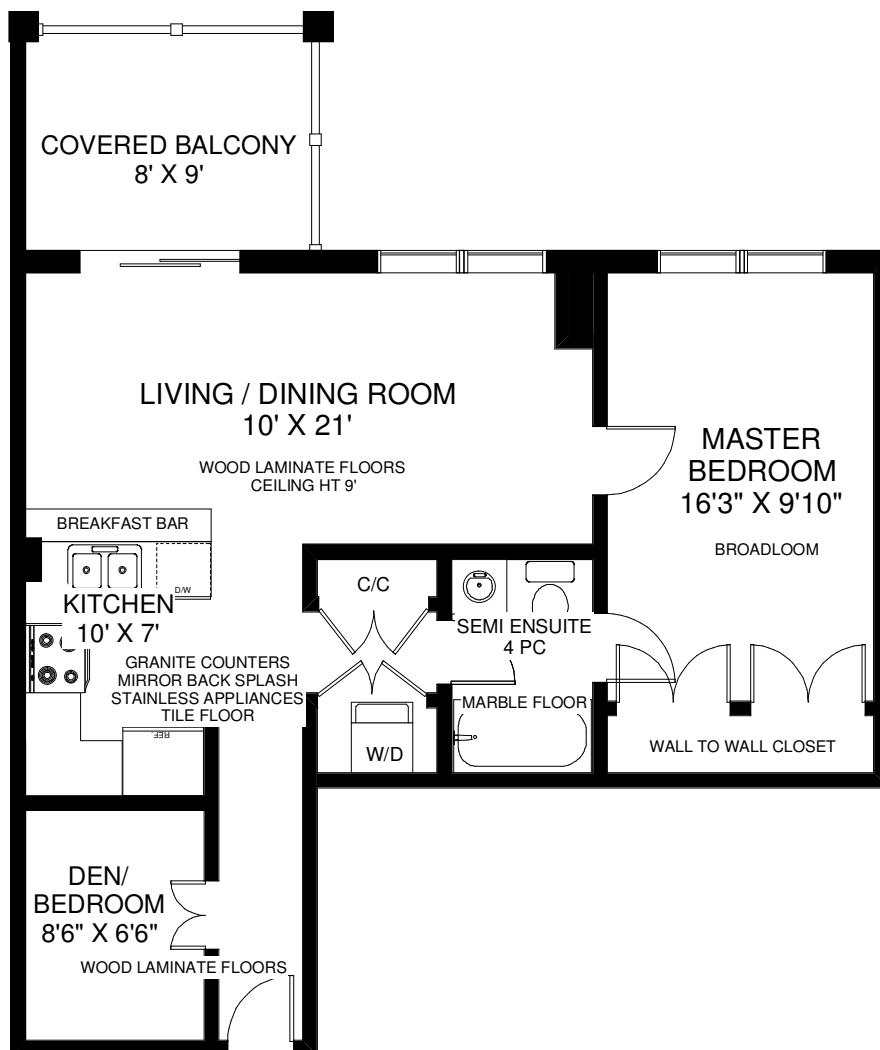 COVERED BALCONY
8' X 9'
LIVING / DINING ROOM
10' X 21'
WOOD LAMINATE FLOORS
CEILING HT 9'
MASTER
BEDROOM
16'3" X 9'10"
BROADLOOM
BREAKFAST BAR
D/W
KITCHEN
10' X 7'
GRANITE COUNTERS
MIRROR BACK SPLASH
STAINLESS APPLIANCES
TILE FLOOR
REF.
C/C
W/D
SEMI ENSUITE
4 PC
MARBLE FLOOR
WALL TO WALL CLOSET
DEN/
BEDROOM
8'6" X 6'6"
WOOD LAMINATE FLOORS